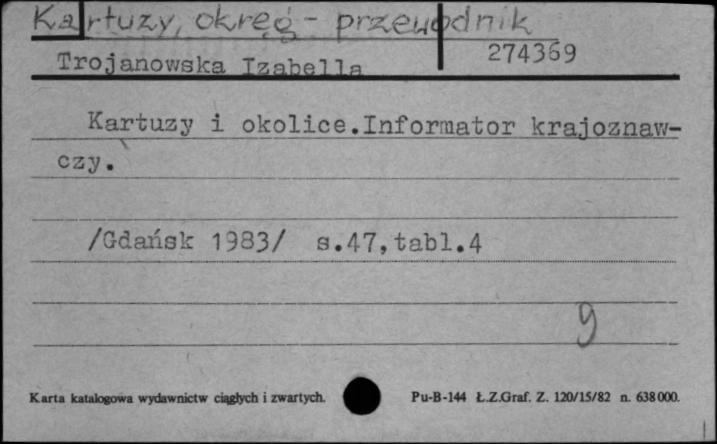 Kartuzy, okręg - przewodnik
Trojanowska Izabella 274369
Kartuzy i okolice.Informator krajoznaw-
czy.
/Gdańsk 1983/ s.47,tabl.4
9
Karta katalogowa wydawnictw ciągłych i zwartych. Pu-B-144 Ł.Z.Graf. Z. 120/15/82 n. 638000.